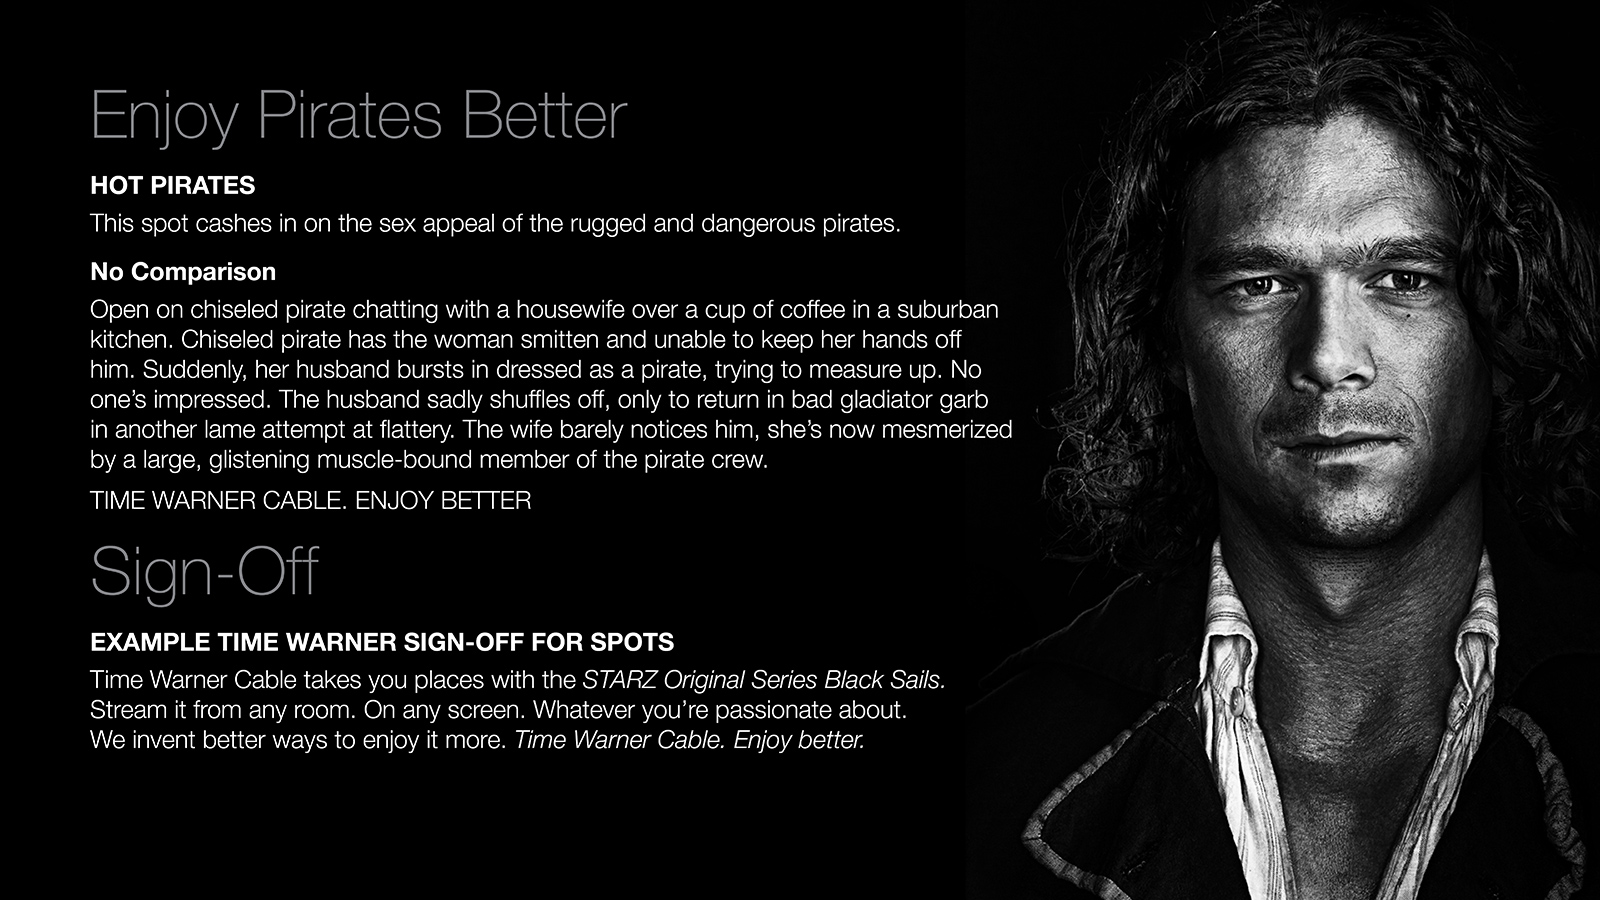 Enjoy Pirates Better
HOT PIRATES
This spot cashes in on the sex appeal of the rugged and dangerous pirates.
No Comparison
Open on chiseled pirate chatting with a housewife over a cup of coffee in a suburban
kitchen. Chiseled pirate has the woman smitten and unable to keep her hands off
him. Suddenly, her husband bursts in dressed as a pirate, trying to measure up. No
one’s impressed. The husband sadly shuffles off, only to return in bad gladiator garb
in another lame attempt at flattery. The wife barely notices him, she’s now mesmerized
by a large, glistening muscle-bound member of the pirate crew.
TIME WARNER CABLE. ENJOY BETTER
Sign-Off
EXAMPLE TIME WARNER SIGN-OFF FOR SPOTS
Time Warner Cable takes you places with the STARZ Original Series Black Sails.
Stream it from any room. On any screen. Whatever you’re passionate about.
We invent better ways to enjoy it more. Time Warner Cable. Enjoy better.